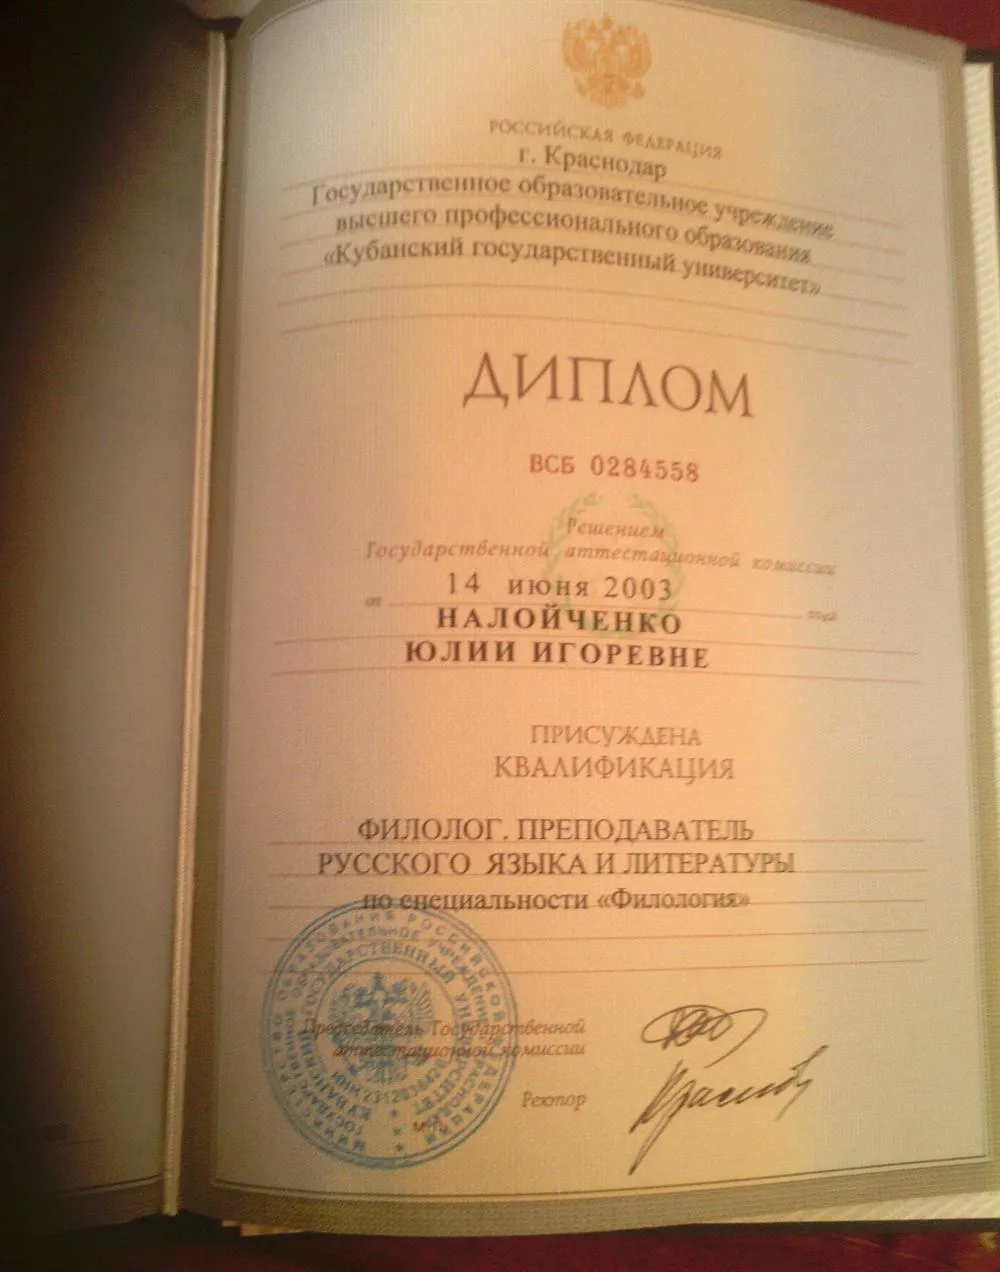 РОССИЙСКАЯ ФЕДЕРАЦИЯ
г. Краснодар
Государственное образовательное учреждение
высшего профессионального образования
«Кубанский государственный университет»
ДИПЛОМ
ВСБ 0284558
Решением
Государственной аттестационной комиссии
от 14 июня 2003 года
НАЛОЙЧЕНКО
ЮЛИИ ИГОРЕВНЕ
ПРИСУЖДЕНА
КВАЛИФИКАЦИЯ
ФИЛОЛОГ. ПРЕПОДАВАТЕЛЬ
РУССКОГО ЯЗЫКА И ЛИТЕРАТУРЫ
по специальности «Филология»
Председатель Государственной
аттестационной комиссии
Ректор
М.П.